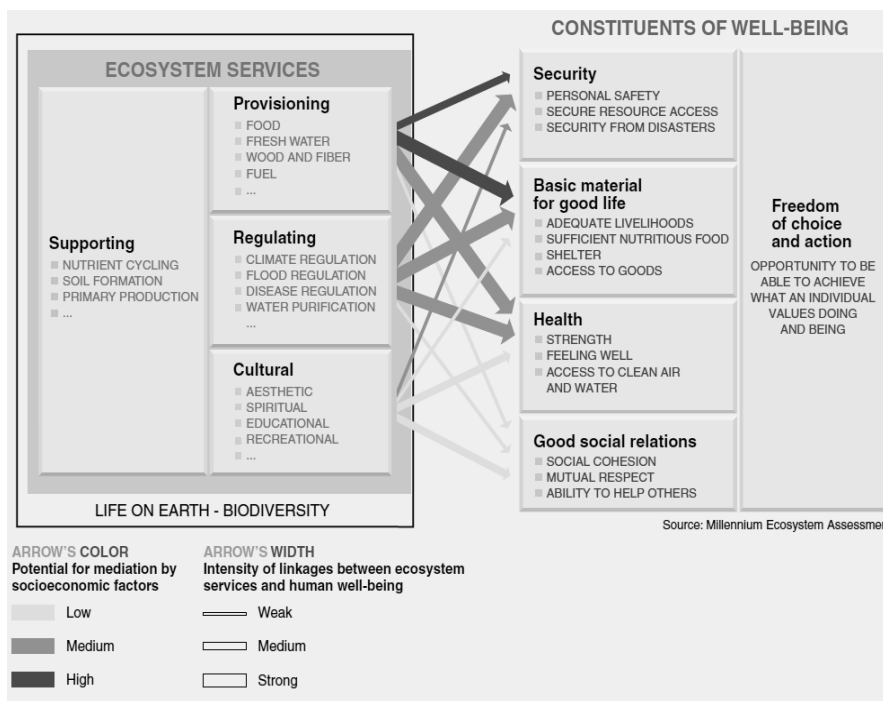 CONSTITUENTS OF WELL-BEING
ECOSYSTEM SERVICES
Supporting
NUTRIENT CYCLING
SOIL FORMATION
PRIMARY PRODUCTION
...
Provisioning
FOOD
FRESH WATER
WOOD AND FIBER
FUEL
...
Regulating
CLIMATE REGULATION
FLOOD REGULATION
DISEASE REGULATION
WATER PURIFICATION
...
Cultural
AESTHETIC
SPIRITUAL
EDUCATIONAL
RECREATIONAL
...
LIFE ON EARTH - BIODIVERSITY
Security
PERSONAL SAFETY
SECURE RESOURCE ACCESS
SECURITY FROM DISASTERS
Basic material
for good life
ADEQUATE LIVELIHOODS
SUFFICIENT NUTRITIOUS FOOD
SHELTER
ACCESS TO GOODS
Health
STRENGTH
FEELING WELL
ACCESS TO CLEAN AIR
AND WATER
Good social relations
SOCIAL COHESION
MUTUAL RESPECT
ABILITY TO HELP OTHERS
Freedom
of choice
and action
OPPORTUNITY TO BE
ABLE TO ACHIEVE
WHAT AN INDIVIDUAL
VALUES DOING
AND BEING
Source: Millennium Ecosystem Assessmen
ARROW'S COLOR
Potential for mediation by
socioeconomic factors
Low
Medium
High
ARROW'S WIDTH
Intensity of linkages between ecosystem
services and human well-being
Weak
Medium
Strong